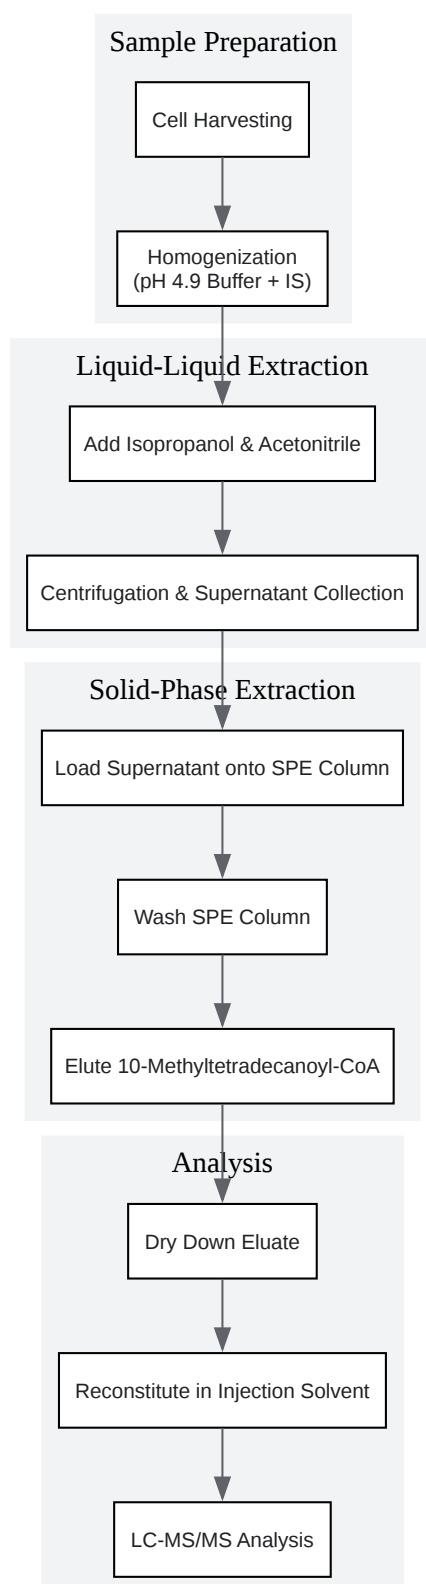 Sample Preparation
Cell Harvesting
Homogenization
(pH 4.9 Buffer + IS)
Liquid-Liquid Extraction
Add Isopropanol & Acetonitrile
Centrifugation & Supernatant Collection
Solid-Phase Extraction
Load Supernatant onto SPE Column
Wash SPE Column
Elute 10-Methyltetradecanoyl-CoA
Analysis
Dry Down Eluate
Reconstitute in Injection Solvent
LC-MS/MS Analysis